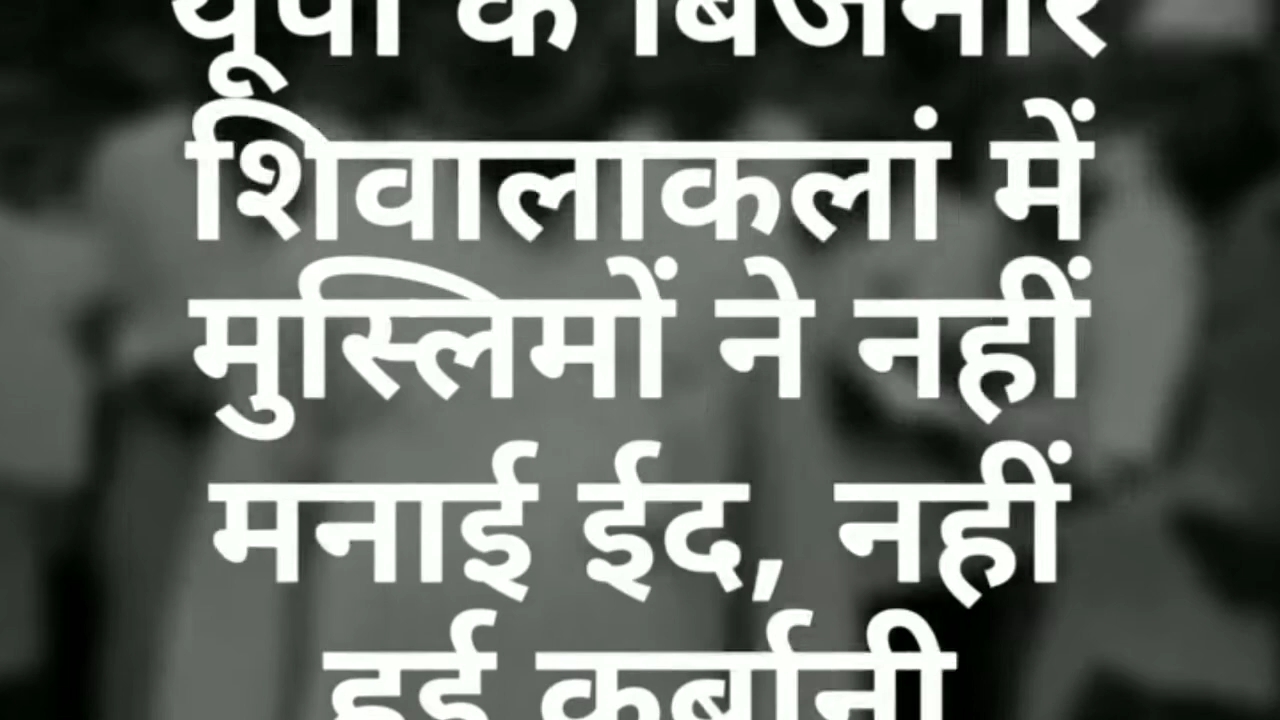 यूपी के बिजनौर
शिवालाकलां में
मुस्लिमों ने नहीं
मनाई ईद, नहीं
हुई कुर्बानी